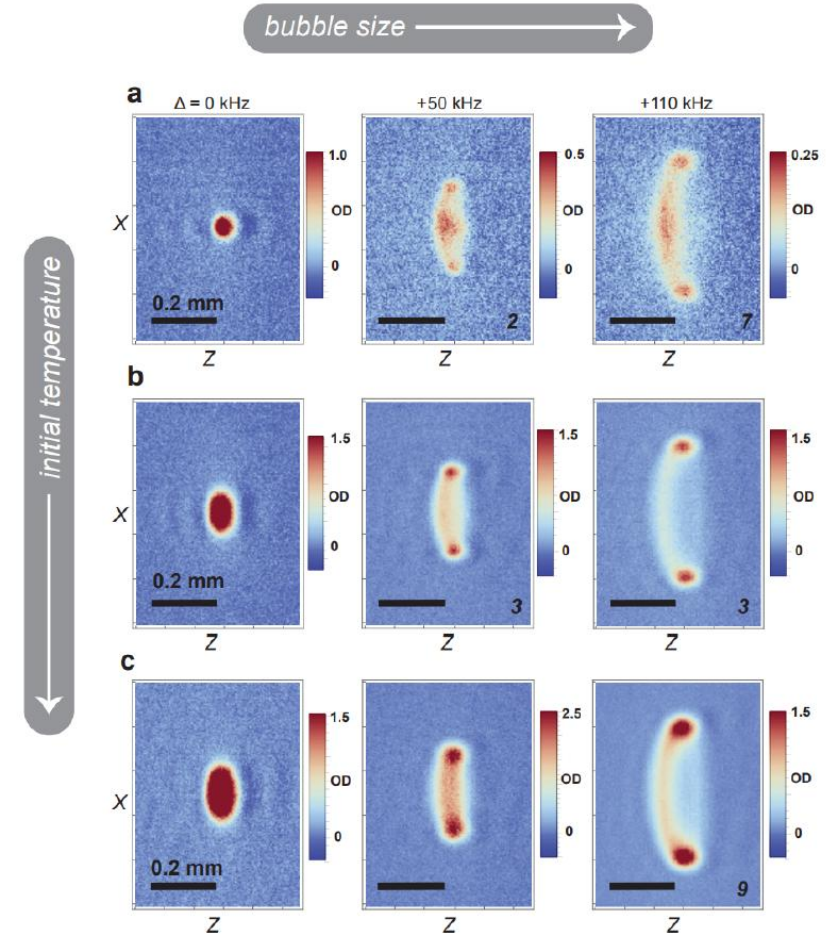 bubble size
initial temperature
a
Δ = 0 kHz
+50 kHz
+110 kHz
X
1.0
OD
0
0.2 mm
Z
0.5
OD
0
2
Z
0.25
OD
0
7
Z
b
X
1.5
OD
0
0.2 mm
Z
1.5
OD
0
3
Z
1.5
OD
0
3
Z
c
X
1.5
OD
0
0.2 mm
Z
2.5
OD
0
Z
1.5
OD
0
9
Z